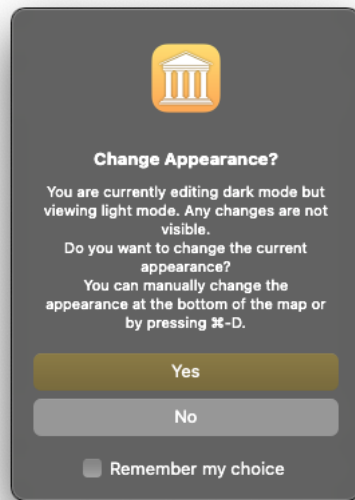 Change Appearance?
You are currently editing dark mode but
viewing light mode. Any changes are not
visible.
Do you want to change the current
appearance?
You can manually change the
appearance at the bottom of the map or
by pressing ⌘-D.
Yes
No
Remember my choice